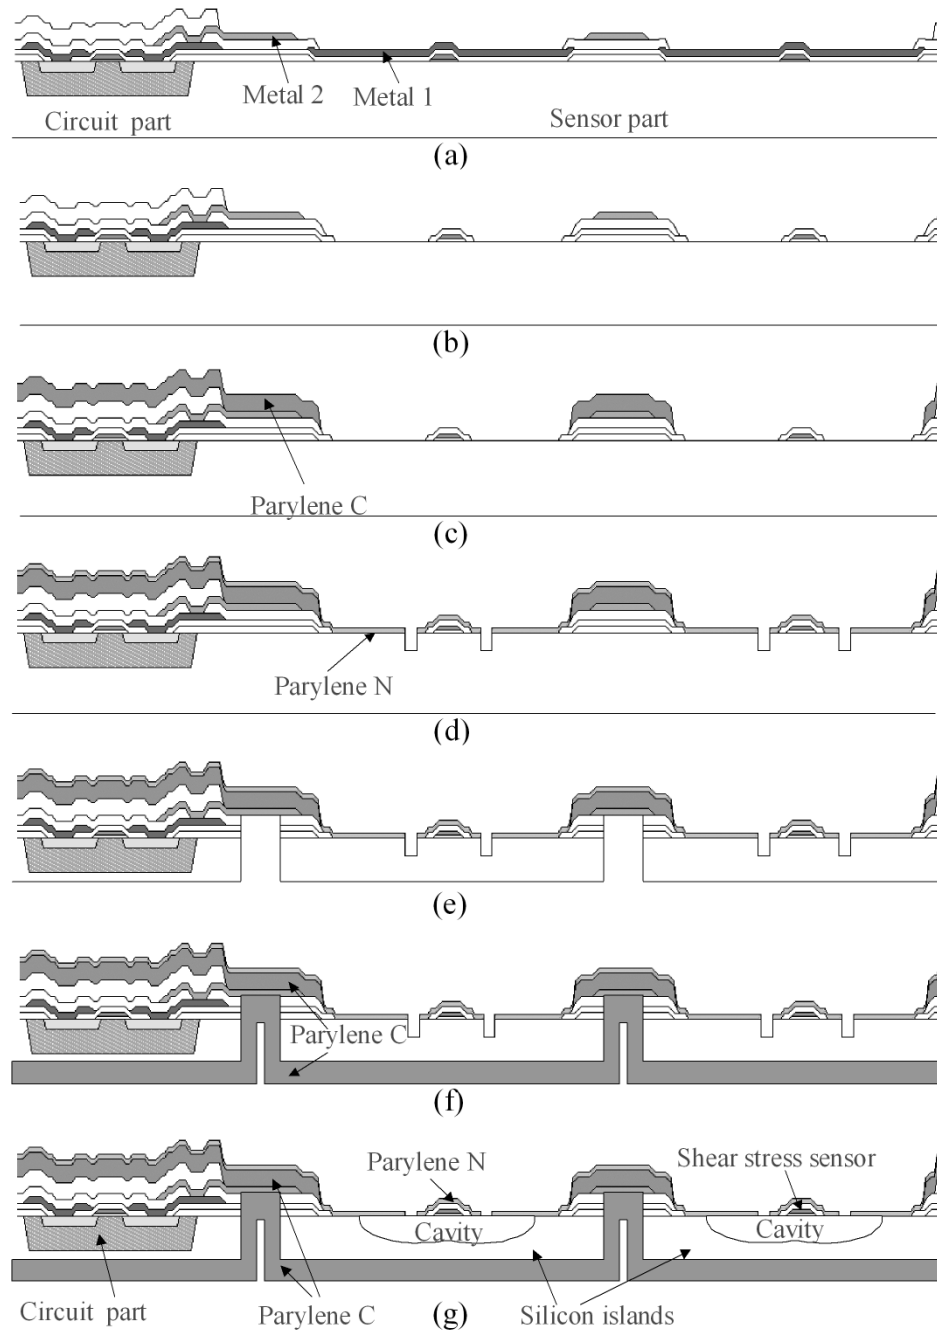 Metal 2
Metal 1
Circuit part
Sensor part
(a)
(b)
Parylene C
(c)
Parylene N
(d)
(e)
Parylene C
(f)
Parylene N
Shear stress sensor
Cavity
Cavity
Circuit part
Parylene C
(g)
Silicon islands